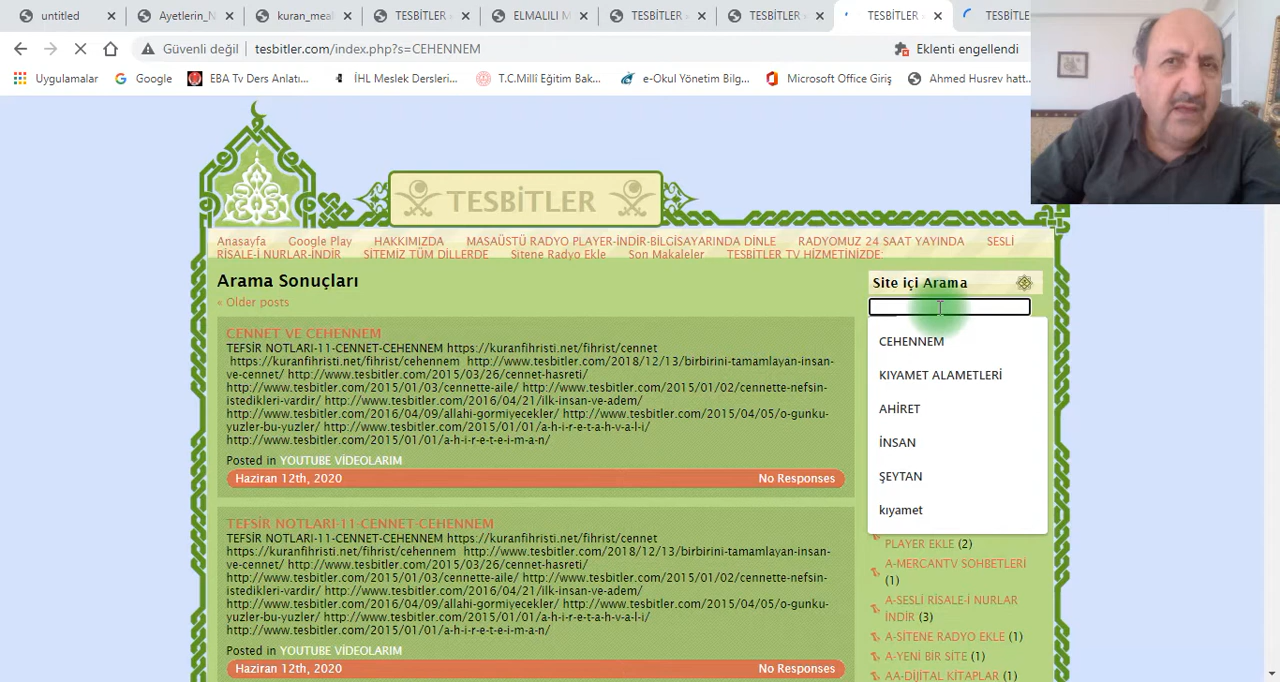 untitled
Ayetlerin_N
kuran_meal
TESBİTLER
ELMALILI M
TESBİTLER
TESBİTLER
TESBİTLER
TESBİTL
Güvenli değil
tesbitler.com/index.php?s=CEHENNEM
Eklenti engellendi
Uygulamalar
Google
EBA Tv Ders Anlatı...
İHL Meslek Dersleri...
T.C.Millî Eğitim Bak...
e-Okul Yönetim Bilg...
Microsoft Office Giriş
Ahmed Husrev hatt...
TESBİTLER
Anasayfa Google Play HAKKIMIZDA MASAÜSTÜ RADYO PLAYER-İNDİR-BİLGİSAYARINDA DİNLE RADYOMUZ 24 SAAT YAYINDA SESLİ
RİSALE-İ NURLAR-İNDİR SİTEMİZ TÜM DİLLERDE Sitene Radyo Ekle Son Makaleler TESBİTLER TV HİZMETİNİZDE:
Arama Sonuçları
« Older posts
CENNET VE CEHENNEM
TEFSİR NOTLARI-11-CENNET-CEHENNEM https://kuranfihristi.net/fihrist/cennet
https://kuranfihristi.net/fihrist/cehennem http://www.tesbitler.com/2018/12/13/birbirini-tamamlayan-insan-
ve-cennet/ http://www.tesbitler.com/2015/03/26/cennet-hasreti/
http://www.tesbitler.com/2015/01/03/cennette-aile/ http://www.tesbitler.com/2015/01/02/cennette-nefsin-
istedikleri-vardir/ http://www.tesbitler.com/2016/04/21/ilk-insan-ve-adem/
http://www.tesbitler.com/2016/04/09/allahi-gormiyecekler/ http://www.tesbitler.com/2015/04/05/o-gunku-
yuzler-bu-yuzler/ http://www.tesbitler.com/2015/01/01/a-h-i-r-e-t-a-h-v-a-l-i/
http://www.tesbitler.com/2015/01/01/a-h-i-r-e-t-e-i-m-a-n/
Posted in YOUTUBE VİDEOLARIM
Haziran 12th, 2020 No Responses
TEFSİR NOTLARI-11-CENNET-CEHENNEM
TEFSİR NOTLARI-11-CENNET-CEHENNEM https://kuranfihristi.net/fihrist/cennet
https://kuranfihristi.net/fihrist/cehennem http://www.tesbitler.com/2018/12/13/birbirini-tamamlayan-insan-
ve-cennet/ http://www.tesbitler.com/2015/03/26/cennet-hasreti/
http://www.tesbitler.com/2015/01/03/cennette-aile/ http://www.tesbitler.com/2015/01/02/cennette-nefsin-
istedikleri-vardir/ http://www.tesbitler.com/2016/04/21/ilk-insan-ve-adem/
http://www.tesbitler.com/2016/04/09/allahi-gormiyecekler/ http://www.tesbitler.com/2015/04/05/o-gunku-
yuzler-bu-yuzler/ http://www.tesbitler.com/2015/01/01/a-h-i-r-e-t-a-h-v-a-l-i/
http://www.tesbitler.com/2015/01/01/a-h-i-r-e-t-e-i-m-a-n/
Posted in YOUTUBE VİDEOLARIM
Haziran 12th, 2020 No Responses
Site içi Arama
CEHENNEM
KIYAMET ALAMETLERİ
AHİRET
İNSAN
ŞEYTAN
kıyamet
PLAYER EKLE (2)
A-MERCANTV SOHBETLERİ
(1)
A-SESLİ RİSALE-İ NURLAR
İNDİR (3)
A-SİTENE RADYO EKLE (1)
A-YENİ BİR SİTE (1)
AA-DİJİTAL KİTAPLAR (1)